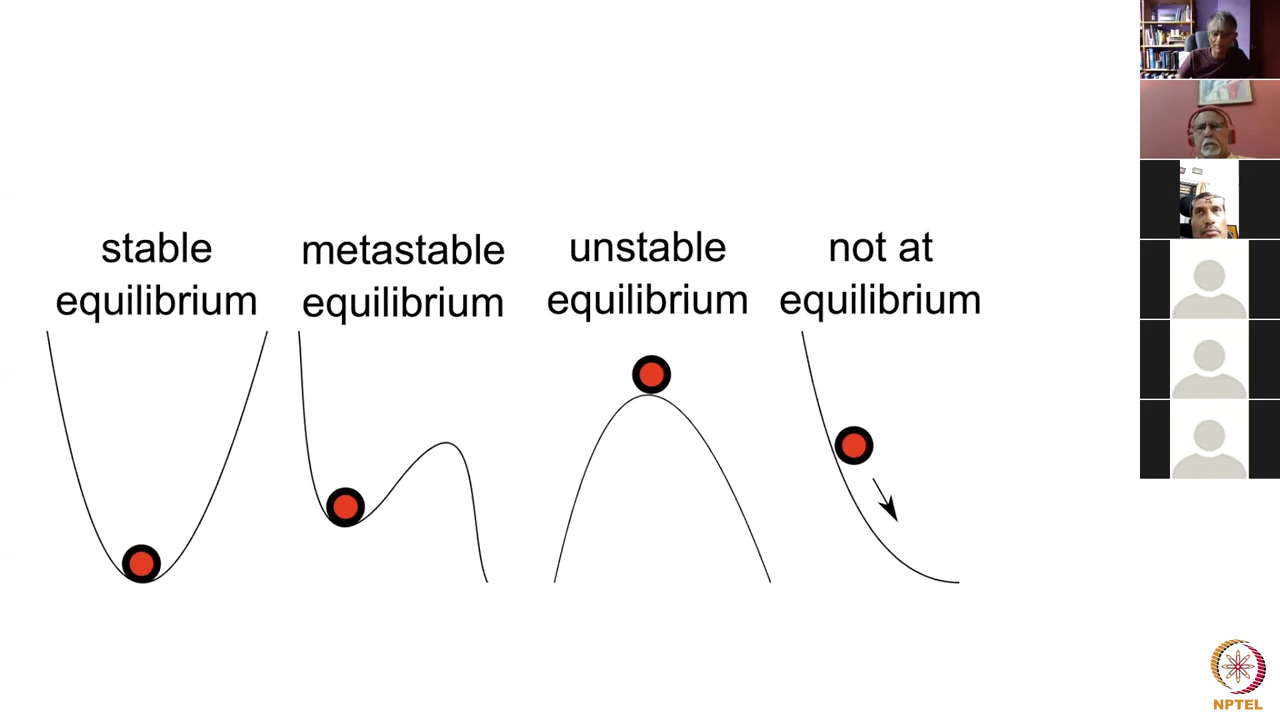 stable
equilibrium
metastable
equilibrium
unstable
equilibrium
not at
equilibrium
NPTEL